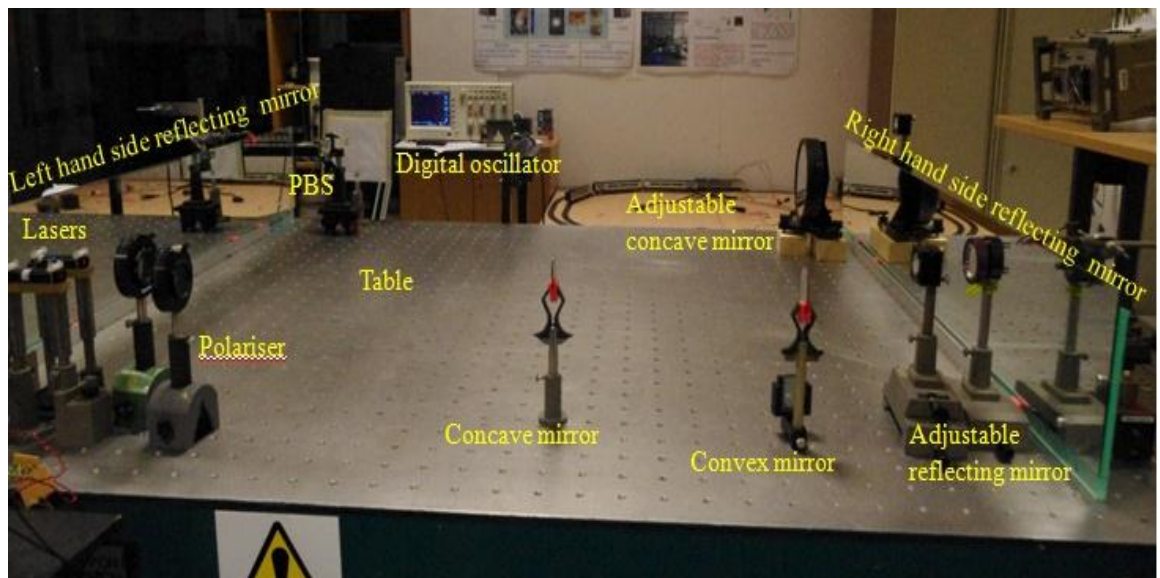 Left hand side reflecting mirror
Right hand side reflecting mirror
PBS
Digital oscillator
Lasers
Adjustable
concave mirror
Table
Polariser
Concave mirror
Convex mirror
Adjustable
reflecting mirror